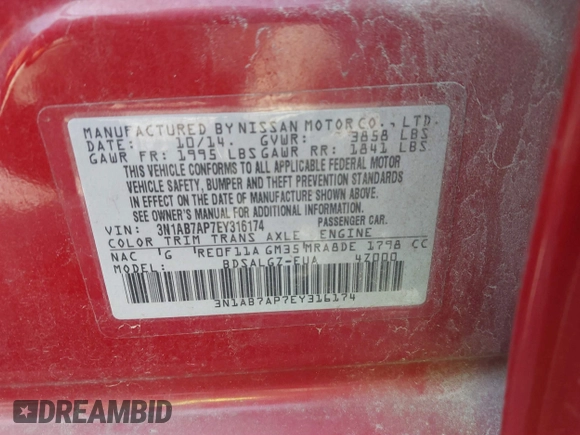 MANUFACTURED BY NISSAN MOTOR CO., LTD.
DATE: 10/14. GVWR: 3858 LBS
GAWR FR: 1995 LBS GAWR RR: 1841 LBS
THIS VEHICLE CONFORMS TO ALL APPLICABLE FEDERAL MOTOR
VEHICLE SAFETY, BUMPER AND THEFT PREVENTION STANDARDS
IN EFFECT ON THE DATE OF MANUFACTURE SHOWN ABOVE.
SEE OWNER'S MANUAL FOR ADDITIONAL INFORMATION
VIN: 3N1AB7AP7EY316174 PASSENGER CAR.
COLOR TRIM TRANS AXLE ENGINE
NAC G RE0F11A GM35 MRA8DE 1798 CC
MODEL: BDSALGZ-EUA 47000
3N1AB7AP7EY316174
DREAMBID